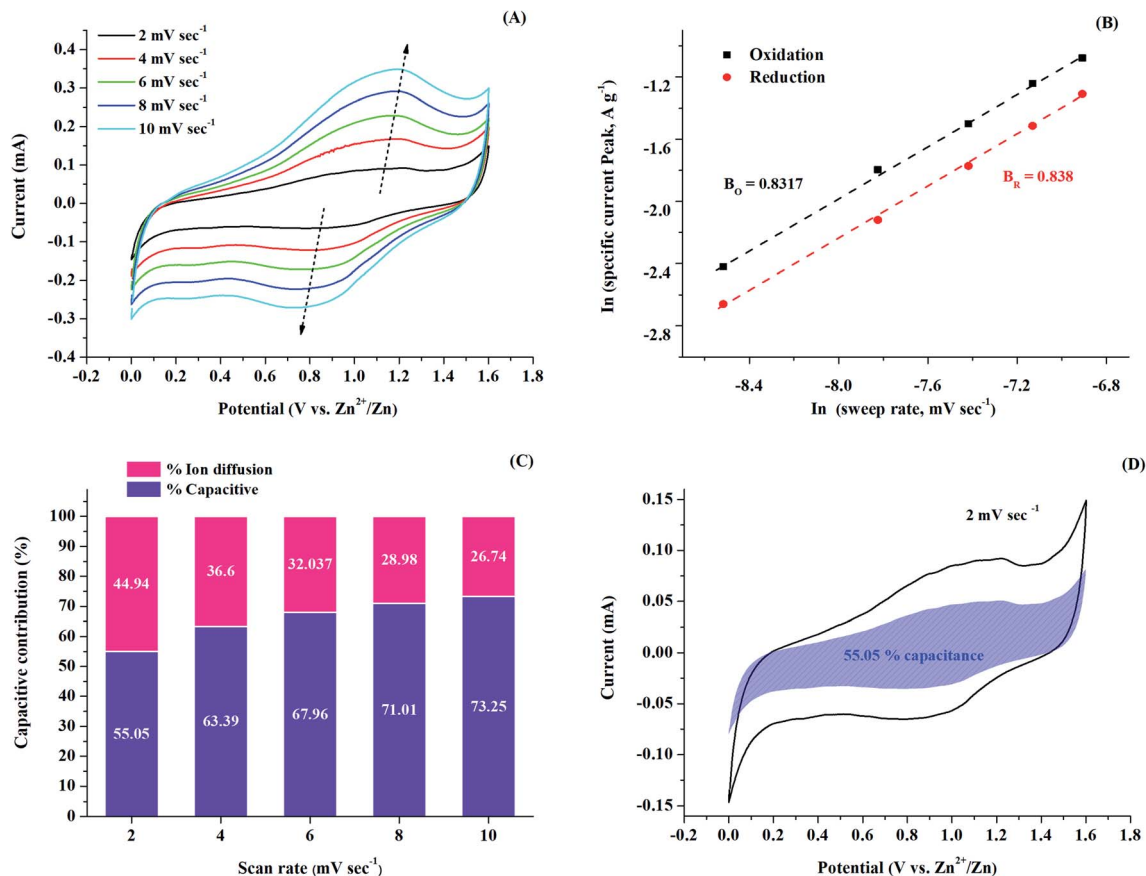 (A)
2 mV sec⁻¹
4 mV sec⁻¹
6 mV sec⁻¹
8 mV sec⁻¹
10 mV sec⁻¹
Current (mA)
0.4
0.3
0.2
0.1
0.0
-0.1
-0.2
-0.3
-0.4
-0.2 0.0 0.2 0.4 0.6 0.8 1.0 1.2 1.4 1.6 1.8
Potential (V vs. Zn²⁺/Zn)
(B)
Oxidation
Reduction
B_O = 0.8317
B_R = 0.838
In (specific current Peak, A g⁻¹)
-1.2
-1.6
-2.0
-2.4
-2.8
-8.4 -8.0 -7.6 -7.2 -6.8
In (sweep rate, mV sec⁻¹)
(C)
% Ion diffusion
% Capacitive
Capacitive contribution (%)
100
90
80
70
60
50
40
30
20
10
0
44.94 36.6 32.037 28.98 26.74
55.05 63.39 67.96 71.01 73.25
2 4 6 8 10
Scan rate (mV sec⁻¹)
(D)
2 mV sec⁻¹
55.05 % capacitance
Current (mA)
0.15
0.10
0.05
0.00
-0.05
-0.10
-0.15
-0.2 0.0 0.2 0.4 0.6 0.8 1.0 1.2 1.4 1.6 1.8
Potential (V vs. Zn²⁺/Zn)